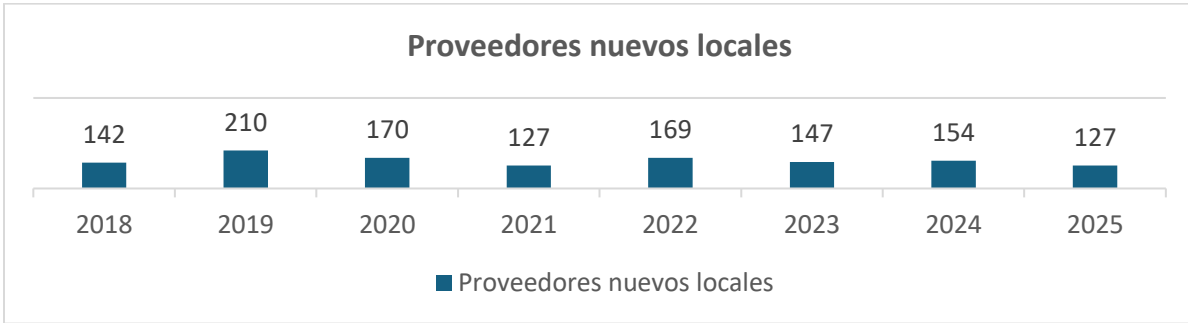 Proveedores nuevos locales
142 210 170 127 169 147 154 127
2018 2019 2020 2021 2022 2023 2024 2025
Proveedores nuevos locales